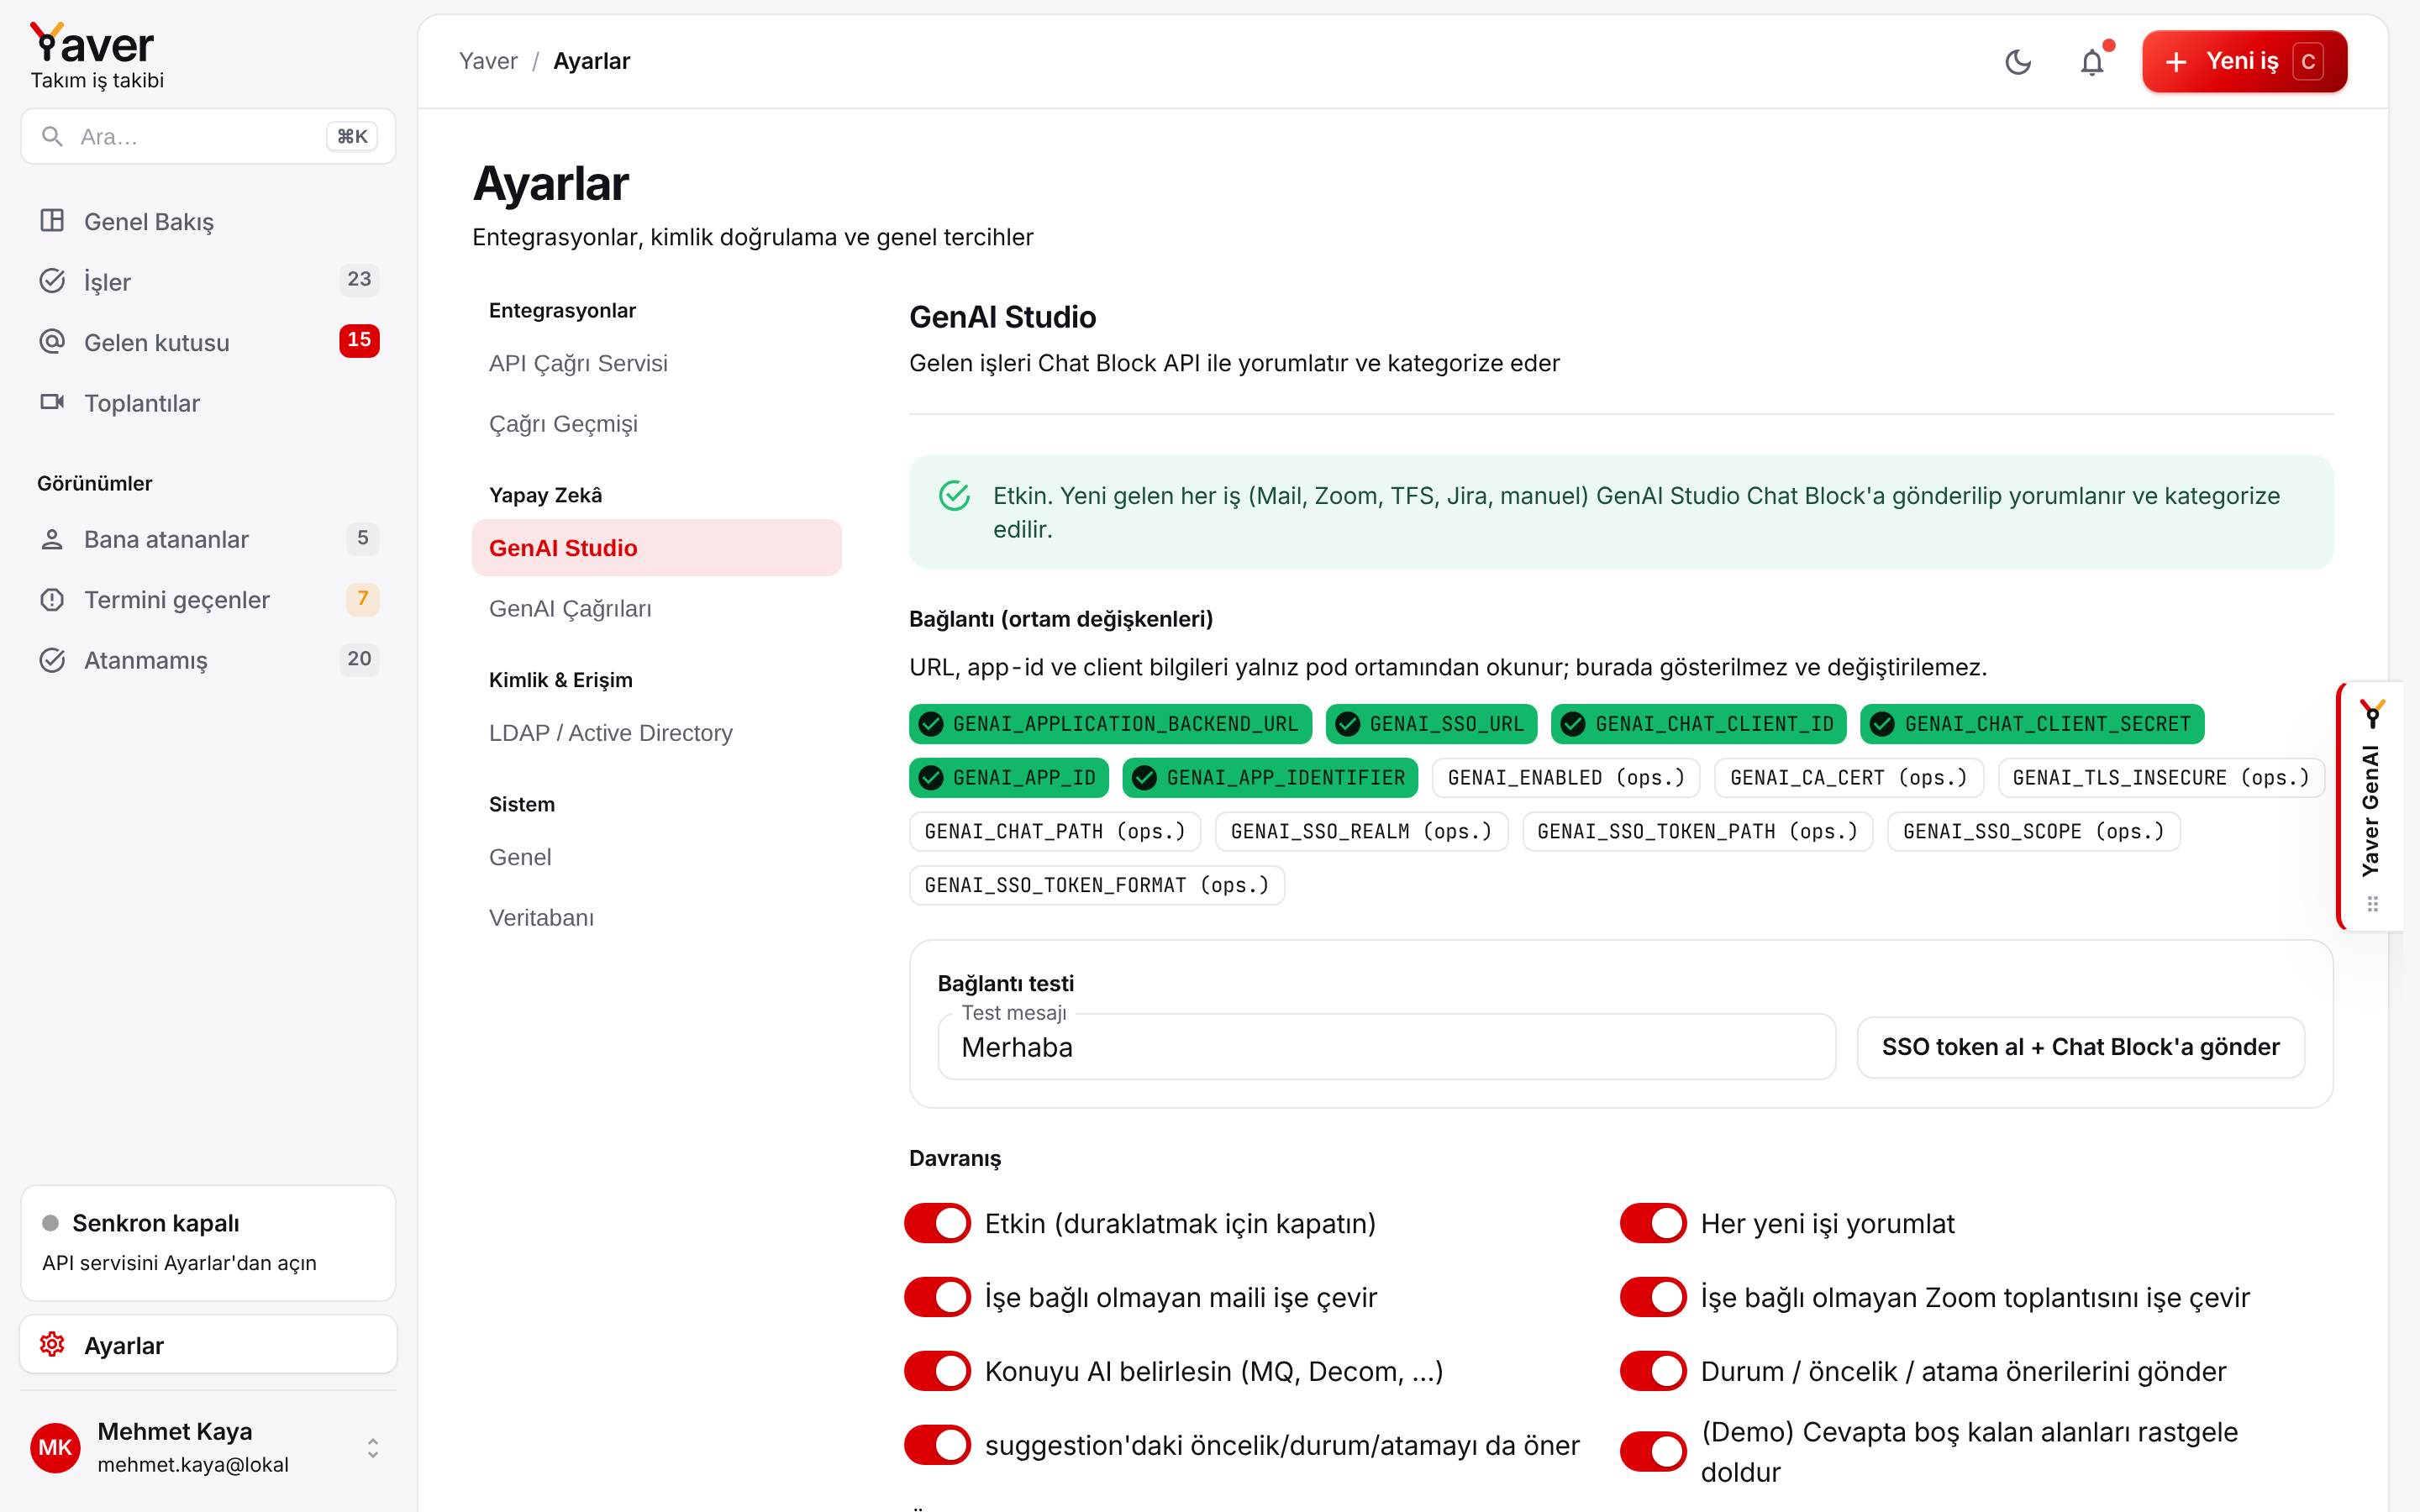 Yaver
Takım iş takibi
Ara...
⌘K
Genel Bakış
İşler
23
Gelen kutusu
15
Toplantılar
Görünümler
Bana atananlar
5
Termini geçenler
7
Atanmamış
20
Senkron kapalı
API servisini Ayarlar'dan açın
Ayarlar
MK
Mehmet Kaya
mehmet.kaya@lokal
Yaver / Ayarlar
Yeni iş C
Ayarlar
Entegrasyonlar, kimlik doğrulama ve genel tercihler
Entegrasyonlar
API Çağrı Servisi
Çağrı Geçmişi
Yapay Zekâ
GenAI Studio
GenAI Çağrıları
Kimlik & Erişim
LDAP / Active Directory
Sistem
Genel
Veritabanı
GenAI Studio
Gelen işleri Chat Block API ile yorumlatır ve kategorize eder
Etkin. Yeni gelen her iş (Mail, Zoom, TFS, Jira, manuel) GenAI Studio Chat Block'a gönderilip yorumlanır ve kategorize
edilir.
Bağlantı (ortam değişkenleri)
URL, app-id ve client bilgileri yalnız pod ortamından okunur; burada gösterilmez ve değiştirilemez.
GENAI_APPLICATION_BACKEND_URL GENAI_SSO_URL GENAI_CHAT_CLIENT_ID GENAI_CHAT_CLIENT_SECRET
GENAI_APP_ID GENAI_APP_IDENTIFIER GENAI_ENABLED (ops.) GENAI_CA_CERT (ops.) GENAI_TLS_INSECURE (ops.)
GENAI_CHAT_PATH (ops.) GENAI_SSO_REALM (ops.) GENAI_SSO_TOKEN_PATH (ops.) GENAI_SSO_SCOPE (ops.)
GENAI_SSO_TOKEN_FORMAT (ops.)
Bağlantı testi
Test mesajı
Merhaba
SSO token al + Chat Block'a gönder
Davranış
Etkin (duraklatmak için kapatın)
Her yeni işi yorumlat
İşe bağlı olmayan maili işe çevir
İşe bağlı olmayan Zoom toplantısını işe çevir
Konuyu AI belirlesin (MQ, Decom, ...)
Durum / öncelik / atama önerilerini gönder
suggestion'daki öncelik/durum/atamayı da öner
(Demo) Cevapta boş kalan alanları rastgele
doldur
Yaver GenAI